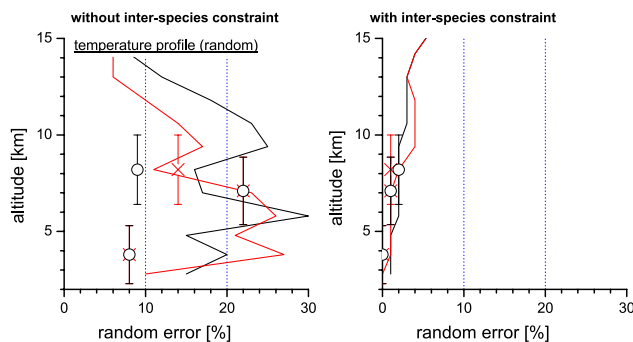 without inter-species constraint
with inter-species constraint
temperature profile (random)
15
10
5
altitude [km]
0
10
20
30
random error [%]
15
10
5
altitude [km]
0
10
20
30
random error [%]